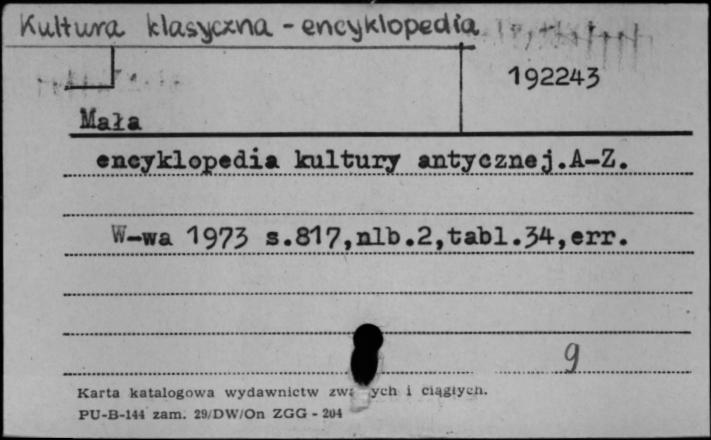 Kultura klasyczna - encyklopedia
192243
Mała
encyklopedia kultury antycznej.A-Z.
W-wa 1973 s.817,nlb.2,tabl.34,err.
9
Karta katalogowa wydawnictw ych i ciągłych.
PU-B-144 zam. 29/DW/On ZGG - 204